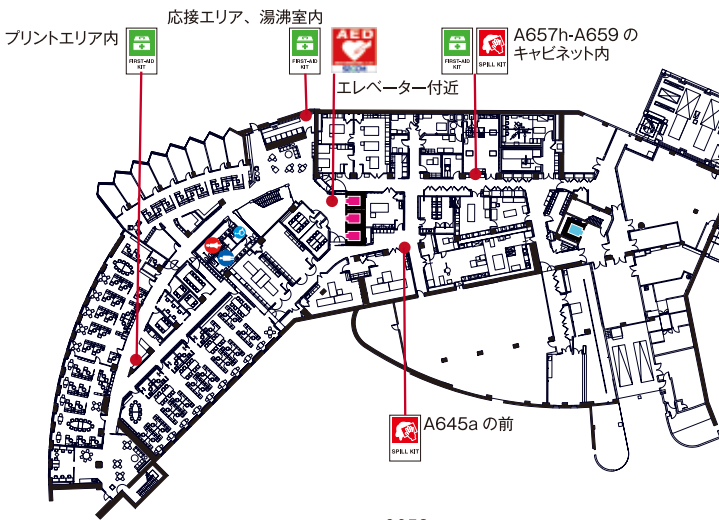 プリントエリア内
FIRST-AID
KIT
応接エリア、湯沸室内
FIRST-AID
KIT
AED
エレベーター付近
FIRST-AID
KIT
SPILL KIT
A657h-A659 の
キャビネット内
SPILL KIT
A645a の前